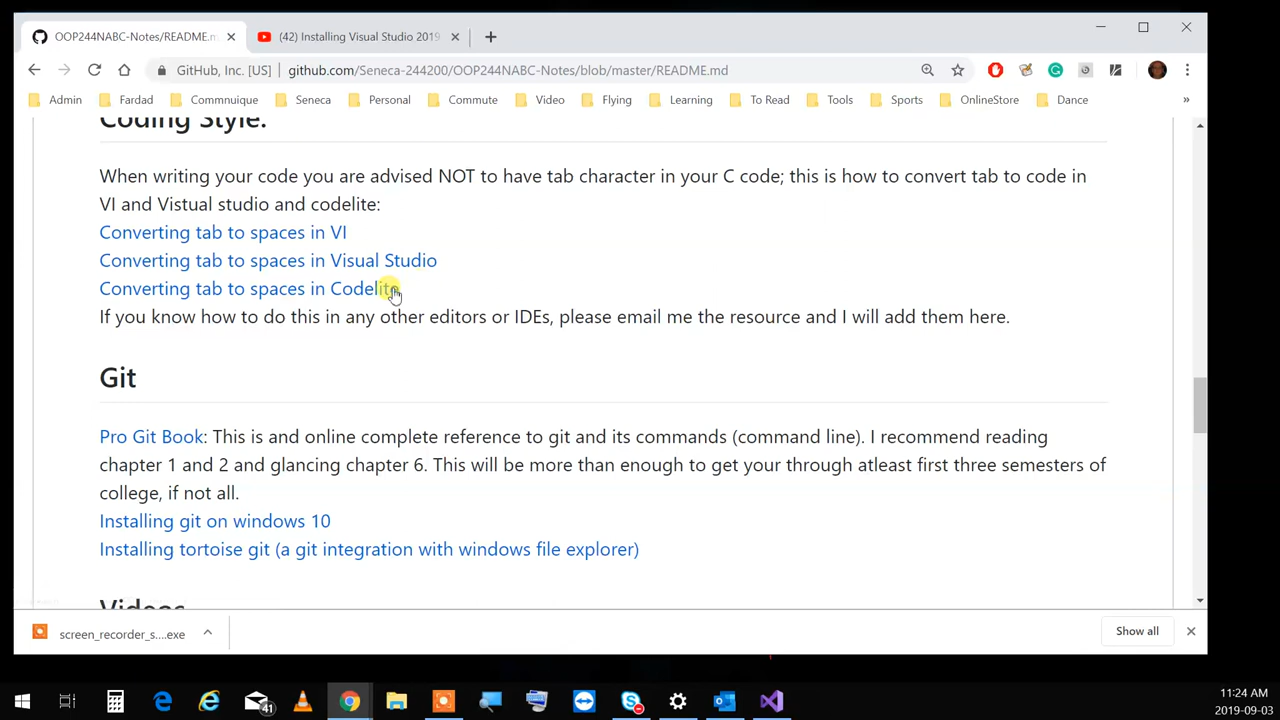 OOP244NABC-Notes/README.m
(42) Installing Visual Studio 2019
GitHub, Inc. [US]
github.com/Seneca-244200/OOP244NABC-Notes/blob/master/README.md
Admin
Fardad
Commnuique
Seneca
Personal
Commute
Video
Flying
Learning
To Read
Tools
Sports
OnlineStore
Dance
»
Coding Style:
When writing your code you are advised NOT to have tab character in your C code; this is how to convert tab to code in
VI and Vistual studio and codelite:
Converting tab to spaces in VI
Converting tab to spaces in Visual Studio
Converting tab to spaces in Codelite
If you know how to do this in any other editors or IDEs, please email me the resource and I will add them here.
Git
Pro Git Book: This is and online complete reference to git and its commands (command line). I recommend reading
chapter 1 and 2 and glancing chapter 6. This will be more than enough to get your through atleast first three semesters of
college, if not all.
Installing git on windows 10
Installing tortoise git (a git integration with windows file explorer)
Videos
screen_recorder_s....exe
Show all
41
11:24 AM
2019-09-03